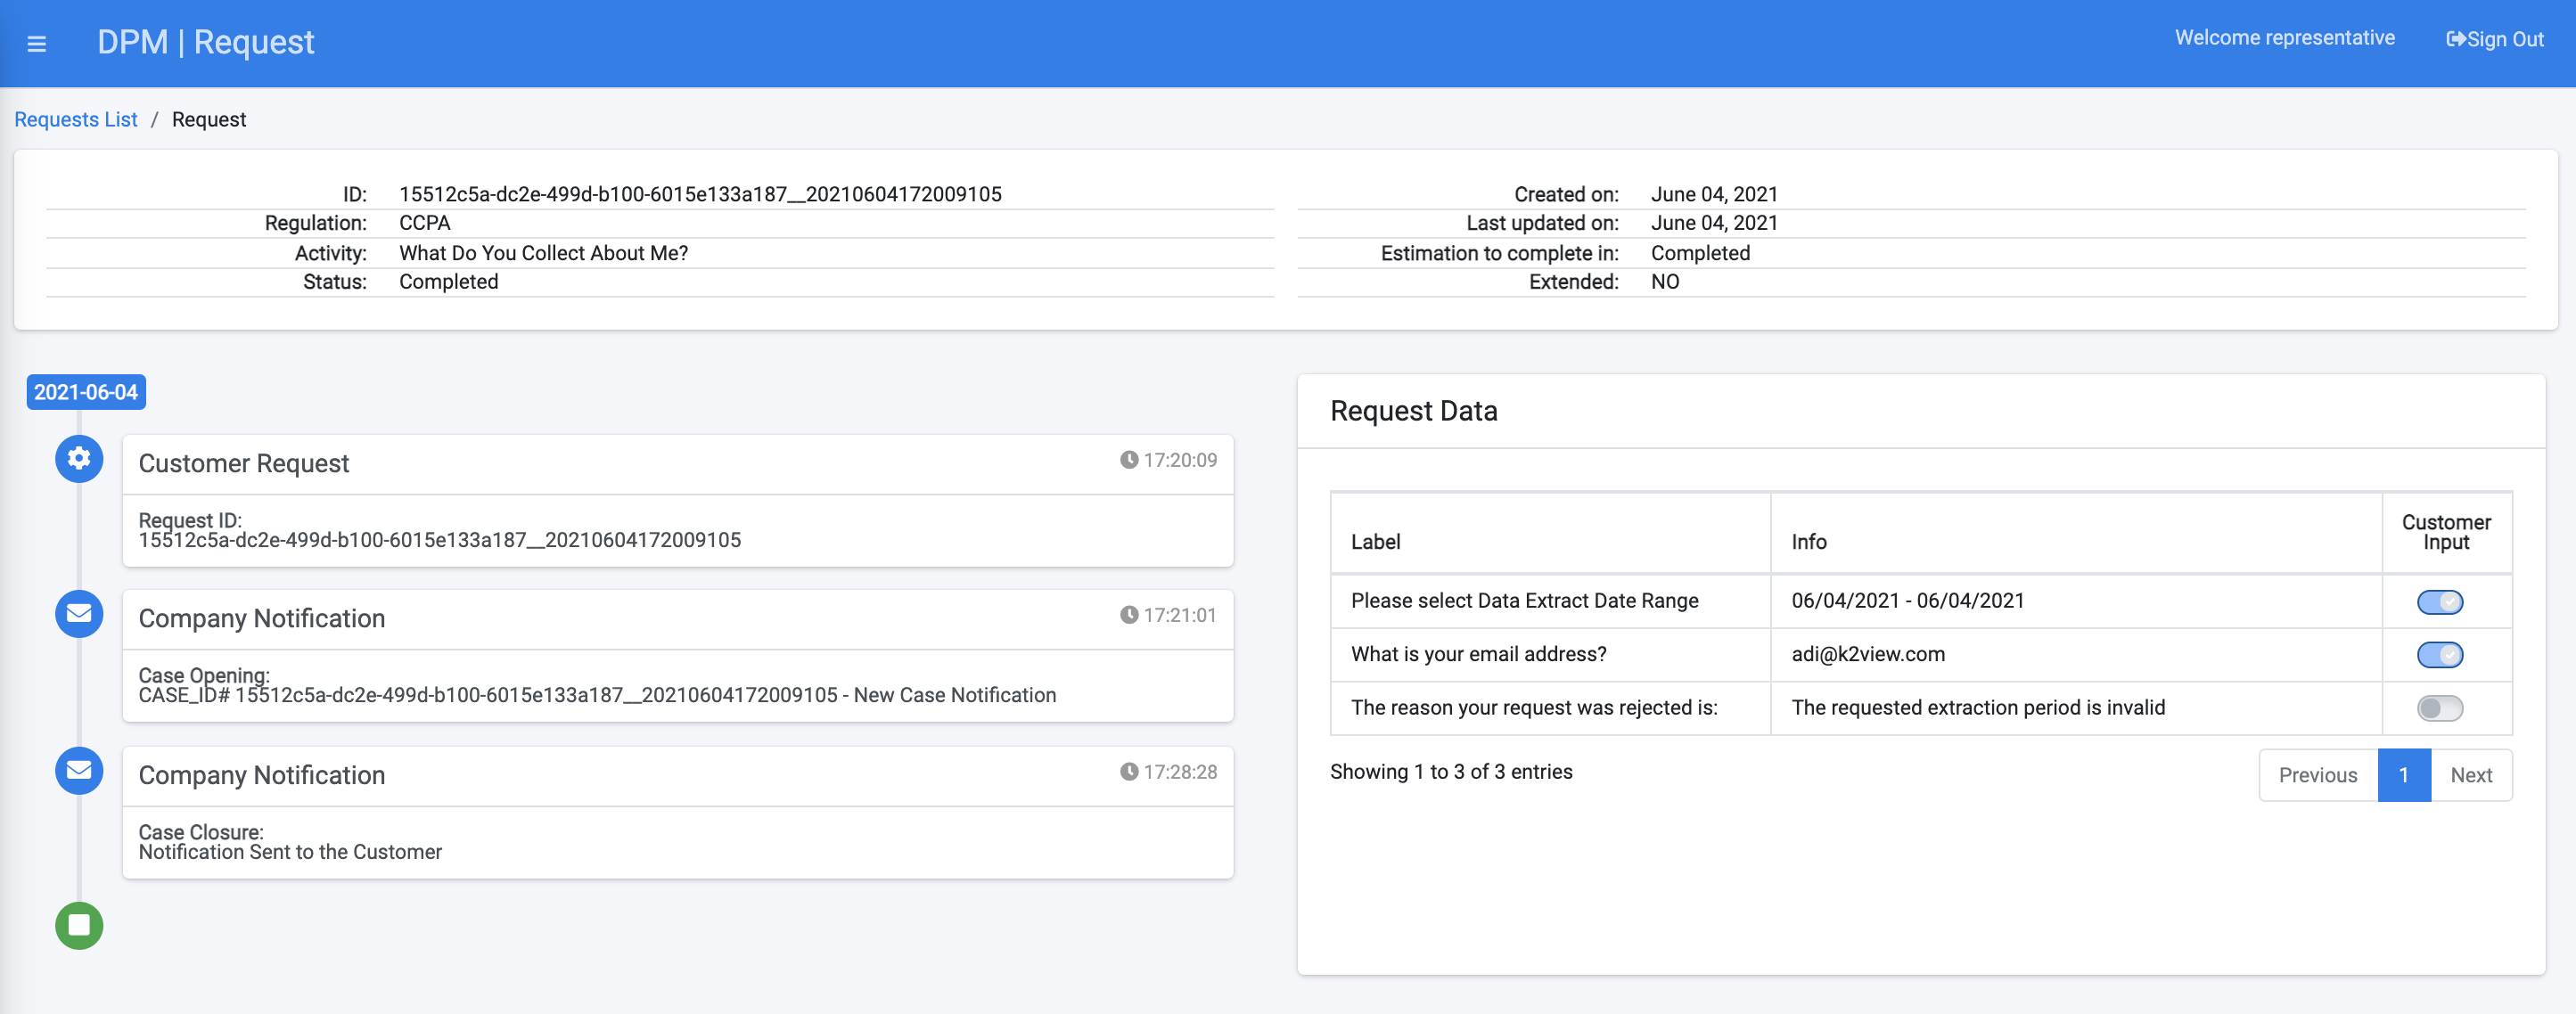 DPM | Request
Welcome representative
Sign Out
Requests List / Request
ID: 15512c5a-dc2e-499d-b100-6015e133a187__20210604172009105
Regulation: CCPA
Activity: What Do You Collect About Me?
Status: Completed
Created on: June 04, 2021
Last updated on: June 04, 2021
Estimation to complete in: Completed
Extended: NO
2021-06-04
Customer Request 17:20:09
Request ID:
15512c5a-dc2e-499d-b100-6015e133a187__20210604172009105
Company Notification 17:21:01
Case Opening:
CASE_ID# 15512c5a-dc2e-499d-b100-6015e133a187__20210604172009105 - New Case Notification
Company Notification 17:28:28
Case Closure:
Notification Sent to the Customer
Request Data
Label Info Customer
Input
Please select Data Extract Date Range 06/04/2021 - 06/04/2021
What is your email address? adi@k2view.com
The reason your request was rejected is: The requested extraction period is invalid
Showing 1 to 3 of 3 entries
Previous 1 Next